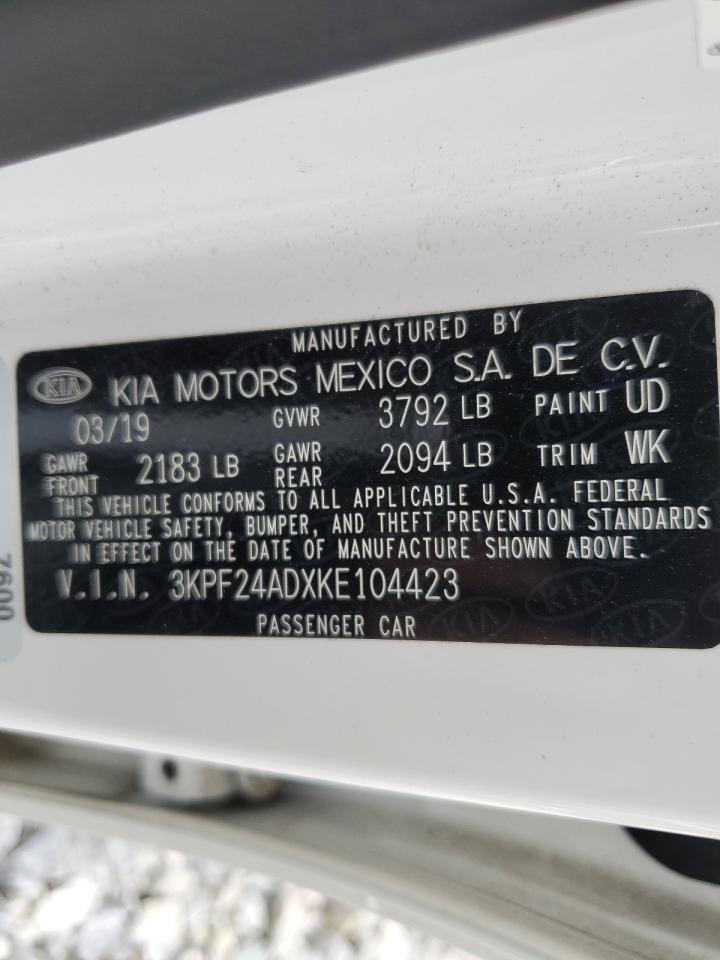 MANUFACTURED BY
KIA KIA MOTORS MEXICO S.A. DE C.V.
03/19 GVWR 3792 LB PAINT UD
GAWR FRONT 2183 LB GAWR REAR 2094 LB TRIM WK
THIS VEHICLE CONFORMS TO ALL APPLICABLE U.S.A. FEDERAL
MOTOR VEHICLE SAFETY, BUMPER, AND THEFT PREVENTION STANDARDS
IN EFFECT ON THE DATE OF MANUFACTURE SHOWN ABOVE.
V.I.N. 3KPF24ADXKE104423
PASSENGER CAR